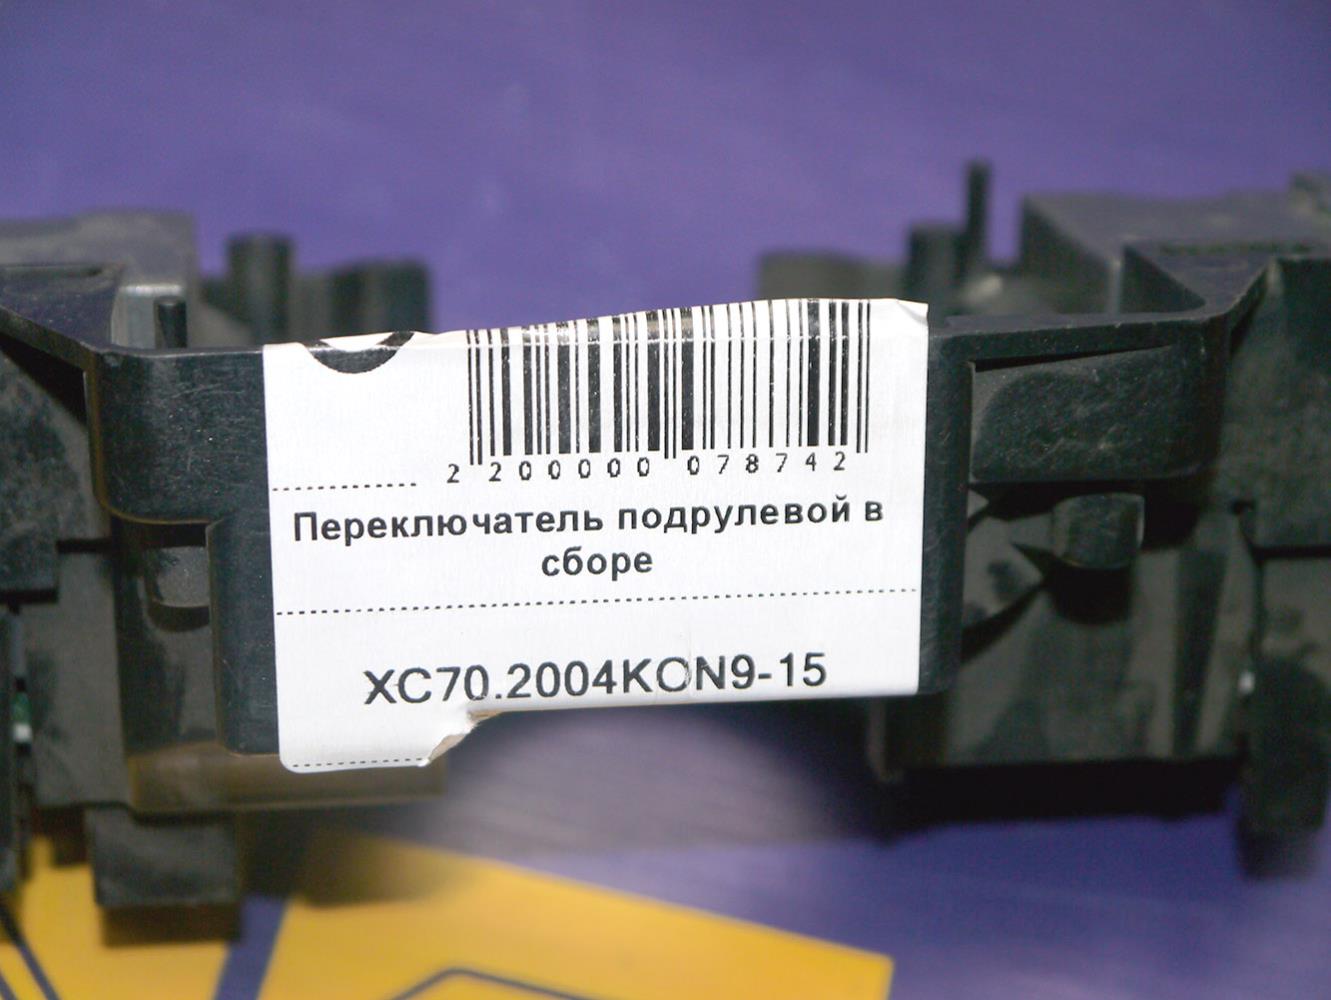 2 200000 078742
Переключатель подрулевой в
сборе
XC70.2004KON9-15